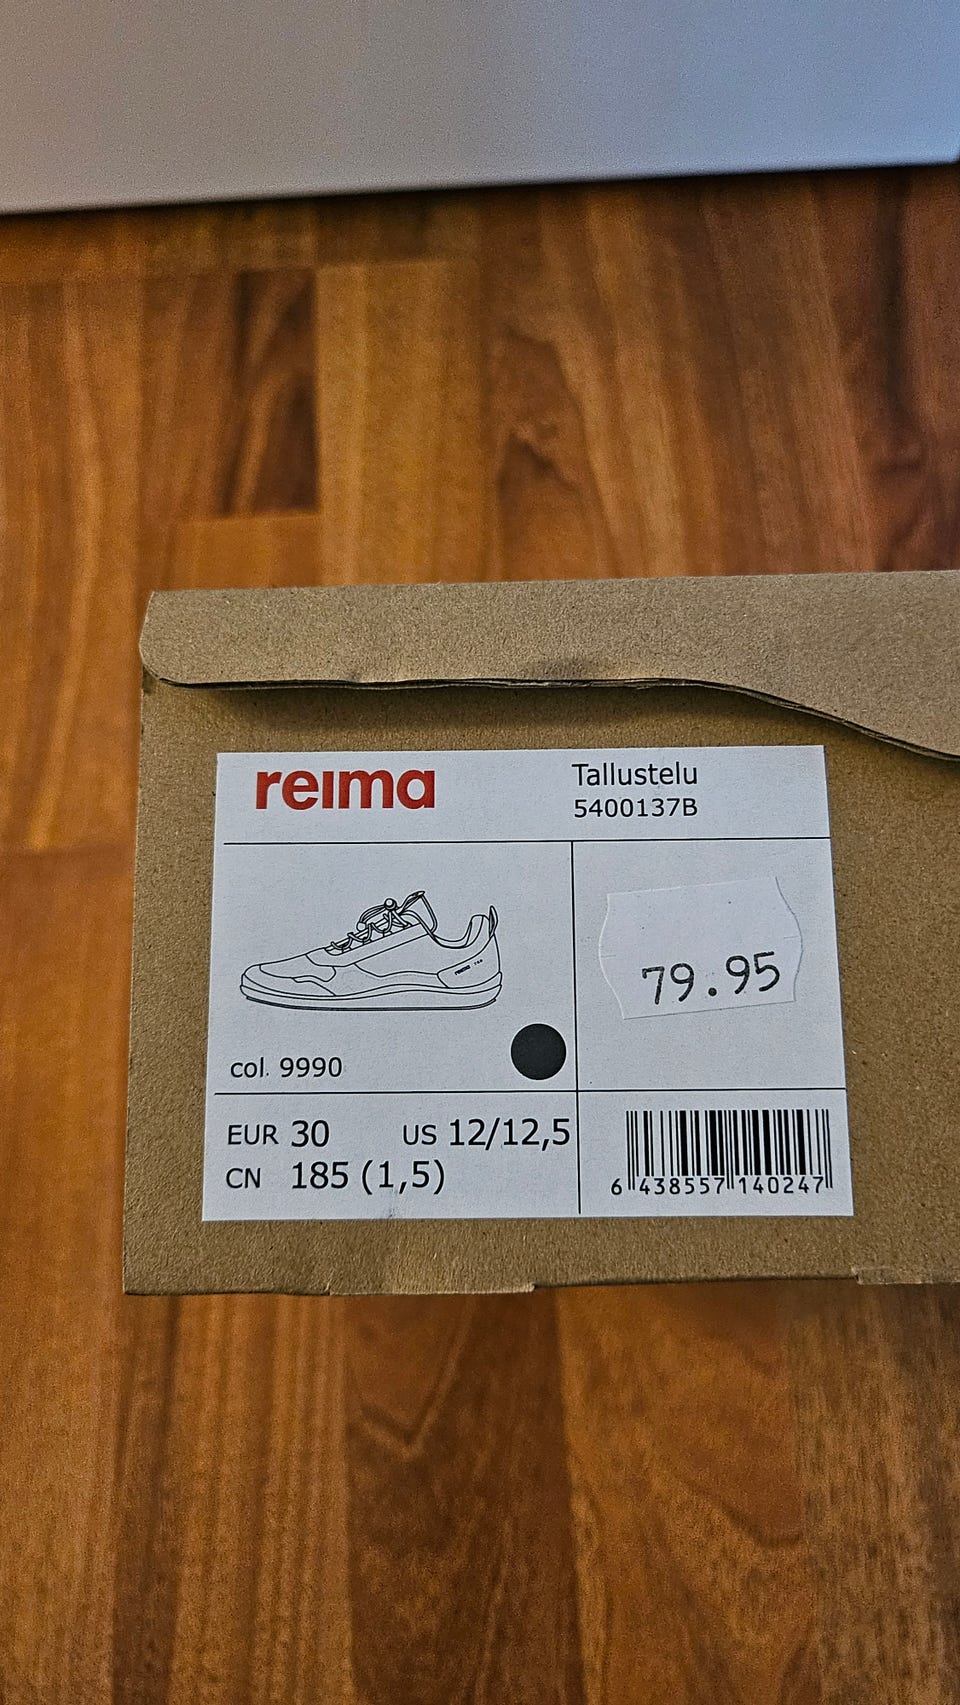 reima
Tallustelu
5400137B
79.95
col. 9990
EUR 30 US 12/12,5
CN 185 (1,5)
6 438557 140247